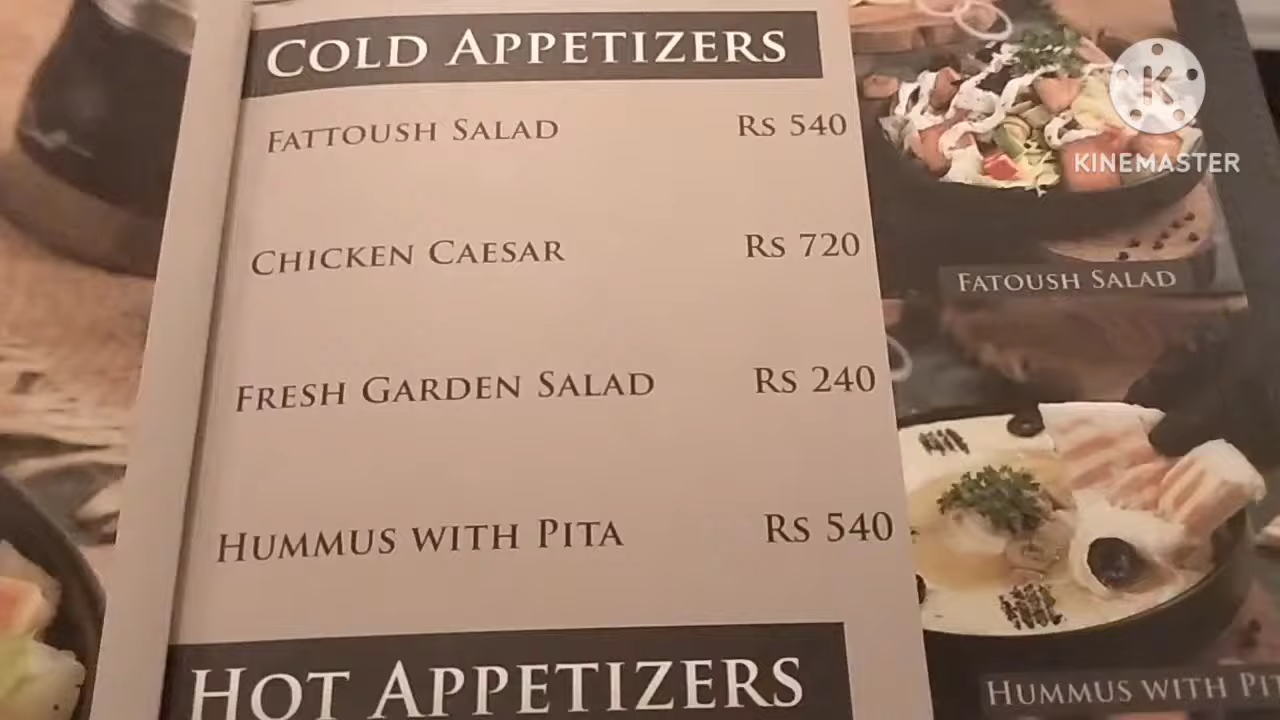 COLD APPETIZERS
FATTOUSH SALAD RS 540
CHICKEN CAESAR RS 720
FRESH GARDEN SALAD RS 240
HUMMUS WITH PITA RS 540
HOT APPETIZERS
K
KINEMASTER
FATOUSH SALAD
HUMMUS WITH PIT